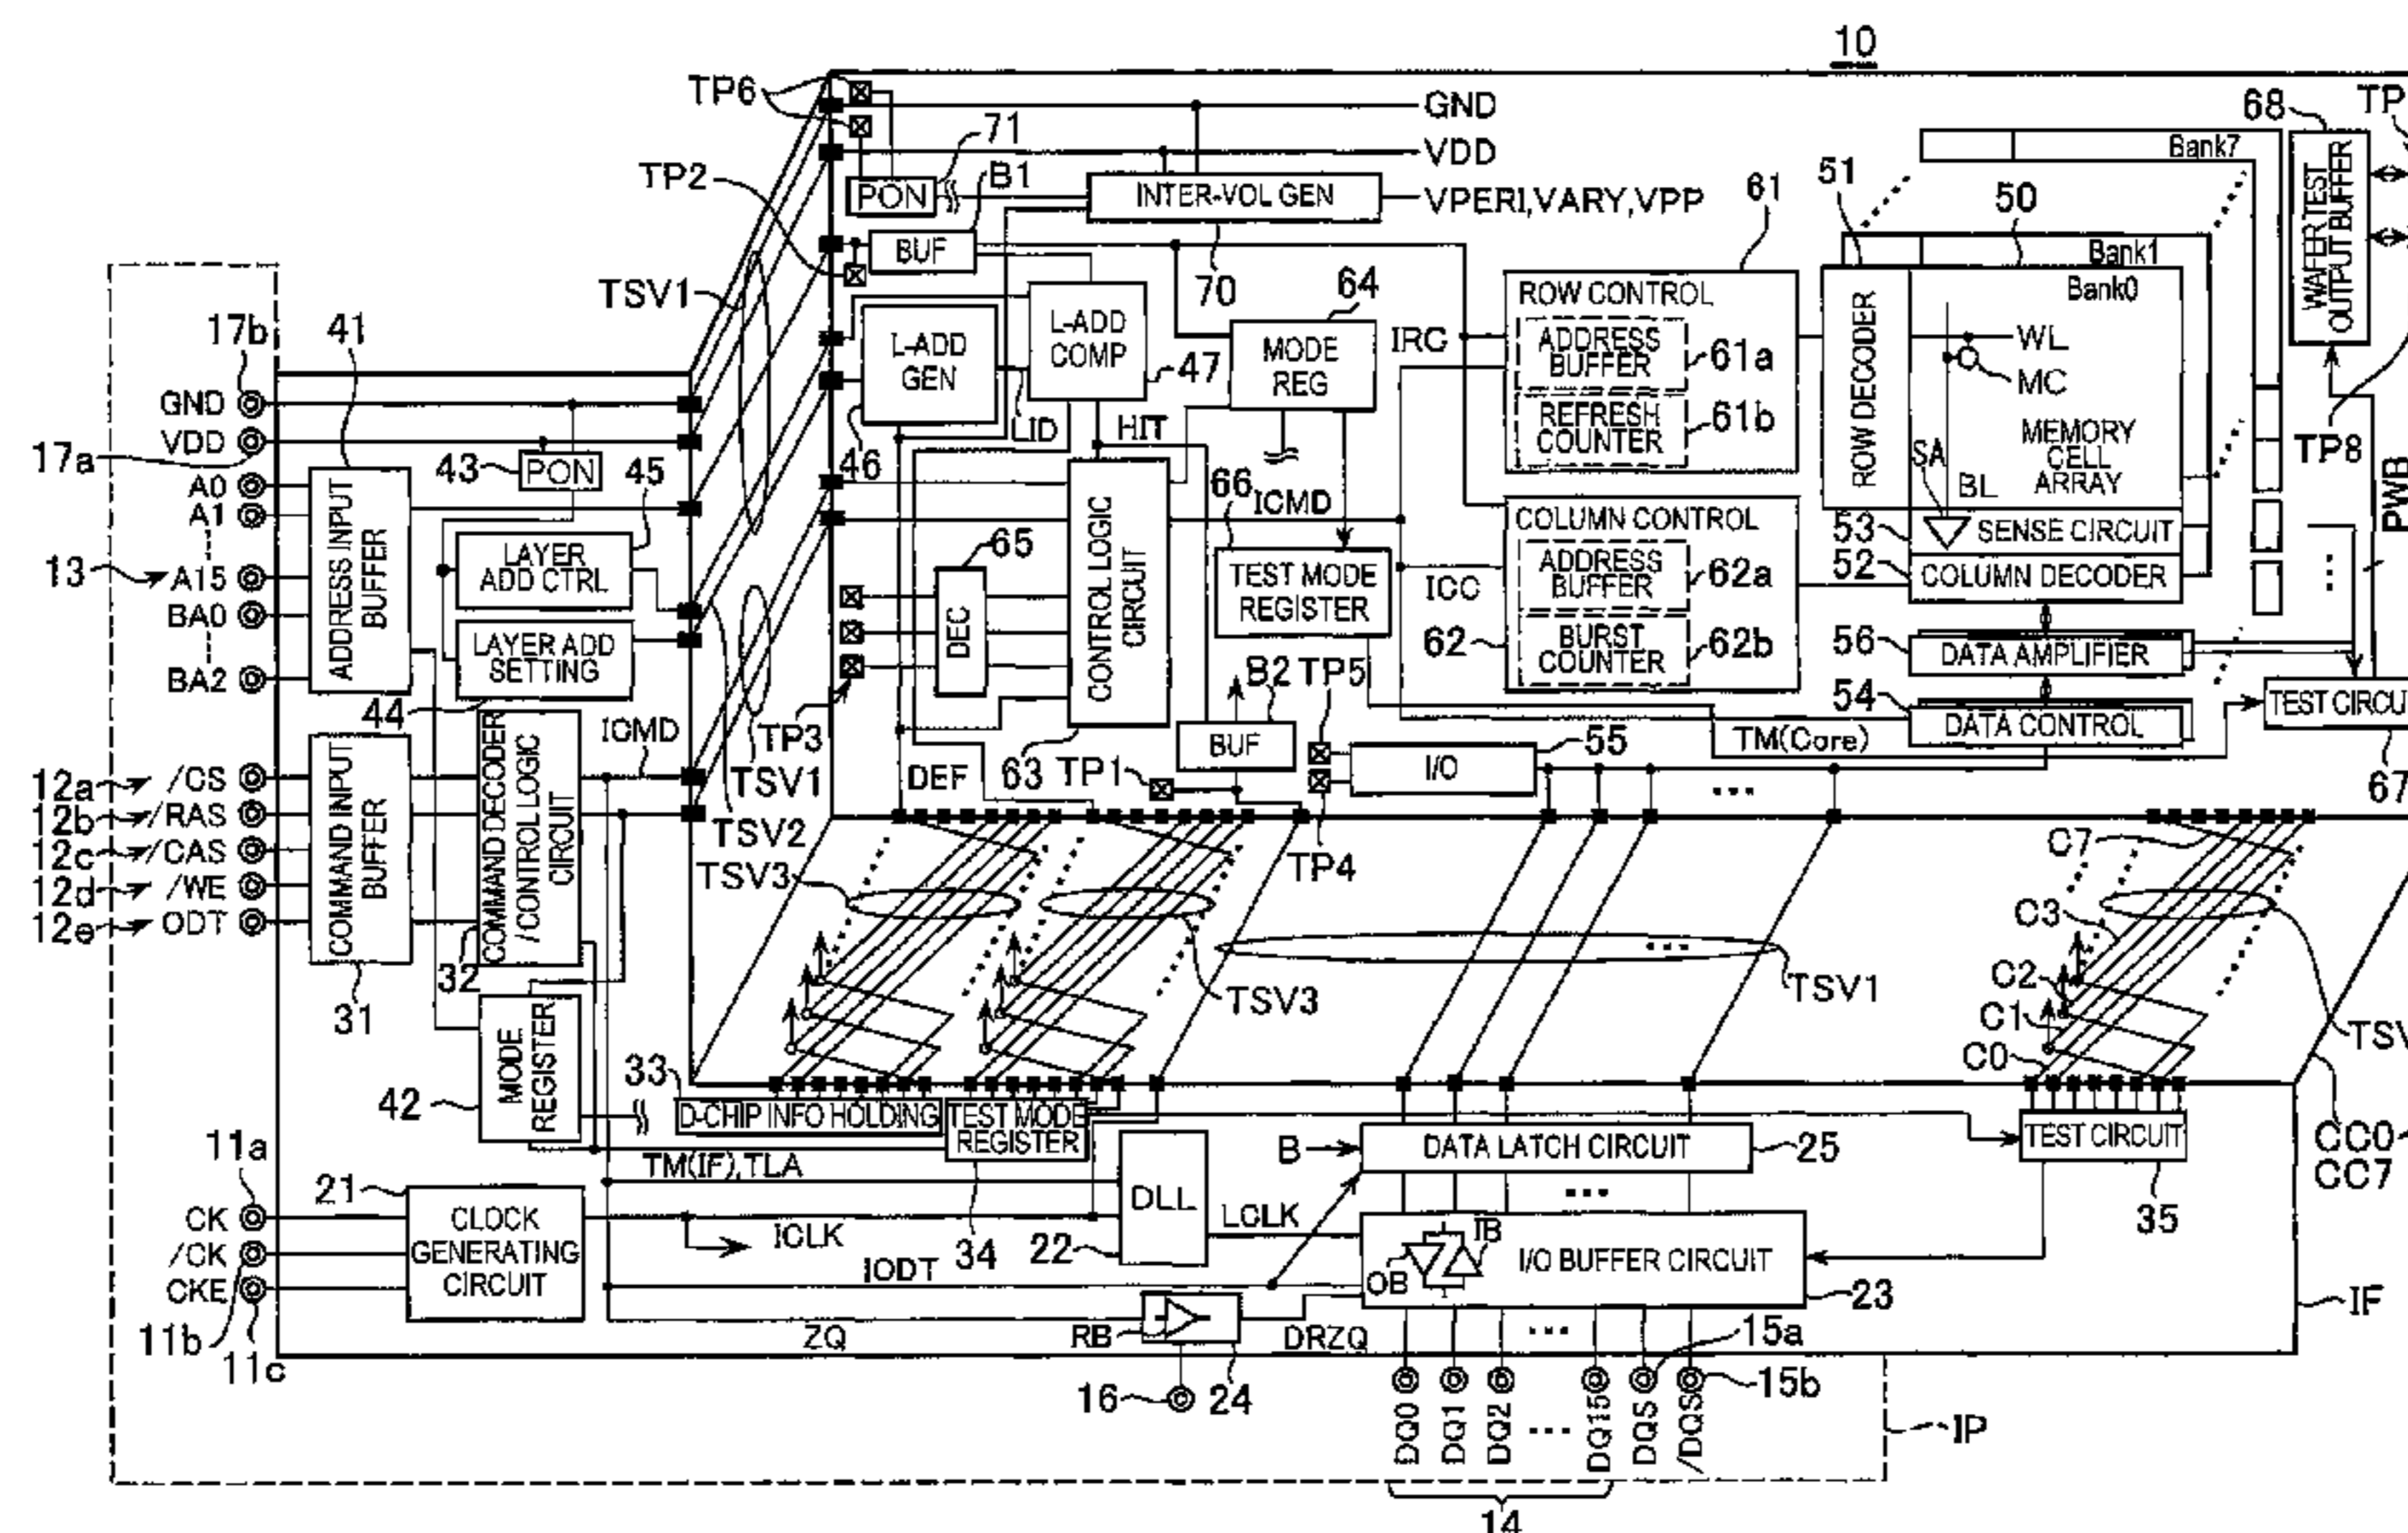 10
TP6
GND
71
68
TP
VDD
Bank7
B1
TP2
PON
INTER-VOL GEN
VPERI,VARY,VPP
61
51
50
WAFER TEST
OUTPUT BUFFER
BUF
Bank1
TSV1
70
64
ROW CONTROL
Bank0
17b
41
L-ADD
GEN
L-ADD
COMP
47
MODE
REG
IRC
ADDRESS
BUFFER
61a
ROW DECODER
WL
MC
GND
VDD
17a
43
PON
45
46
LID
HIT
REFRESH
COUNTER
61b
MEMORY
CELL
ARRAY
TP8
SA
BL
PWB
A0
A1
13
A15
BA0
BA2
ADDRESS INPUT
BUFFER
LAYER
ADD CTRL
LAYER ADD
SETTING
44
65
DEC
CONTROL LOGIC
CIRCUIT
66
ICMD
TEST MODE
REGISTER
ICC
COLUMN CONTROL
ADDRESS
BUFFER
62a
62
BURST
COUNTER
62b
53
SENSE CIRCUIT
52
COLUMN DECODER
56
DATA AMPLIFIER
54
DATA CONTROL
TEST CIRCUI
67
TP3
TSV1
B2
TP5
BUF
55
I/O
TM(Core)
63
TP1
DEF
TSV2
TP4
ICMD
12a
/CS
12b
/RAS
12c
/CAS
12d
/WE
12e
ODT
COMMAND INPUT
BUFFER
31
COMMAND DECODER
/CONTROL LOGIC
CIRCUIT
32
TSV3
C7
C3
TSV3
TSV1
C2
C1
C0
TSV
MODE
REGISTER
42
33
D-CHIP INFO HOLDING
TEST MODE
REGISTER
B
DATA LATCH CIRCUIT
25
TEST CIRCUIT
35
CC0
CC7
11a
21
TM(IF),TLA
DLL
22
CK
/CK
CKE
11b
11c
CLOCK
GENERATING
CIRCUIT
ICLK
34
LCLK
IODT
OB
IB
I/O BUFFER CIRCUIT
23
IF
ZQ
RB
DRZQ
16
24
15a
15b
DQ0
DQ1
DQ2
DQ15
DQS
/DQS
IP
14